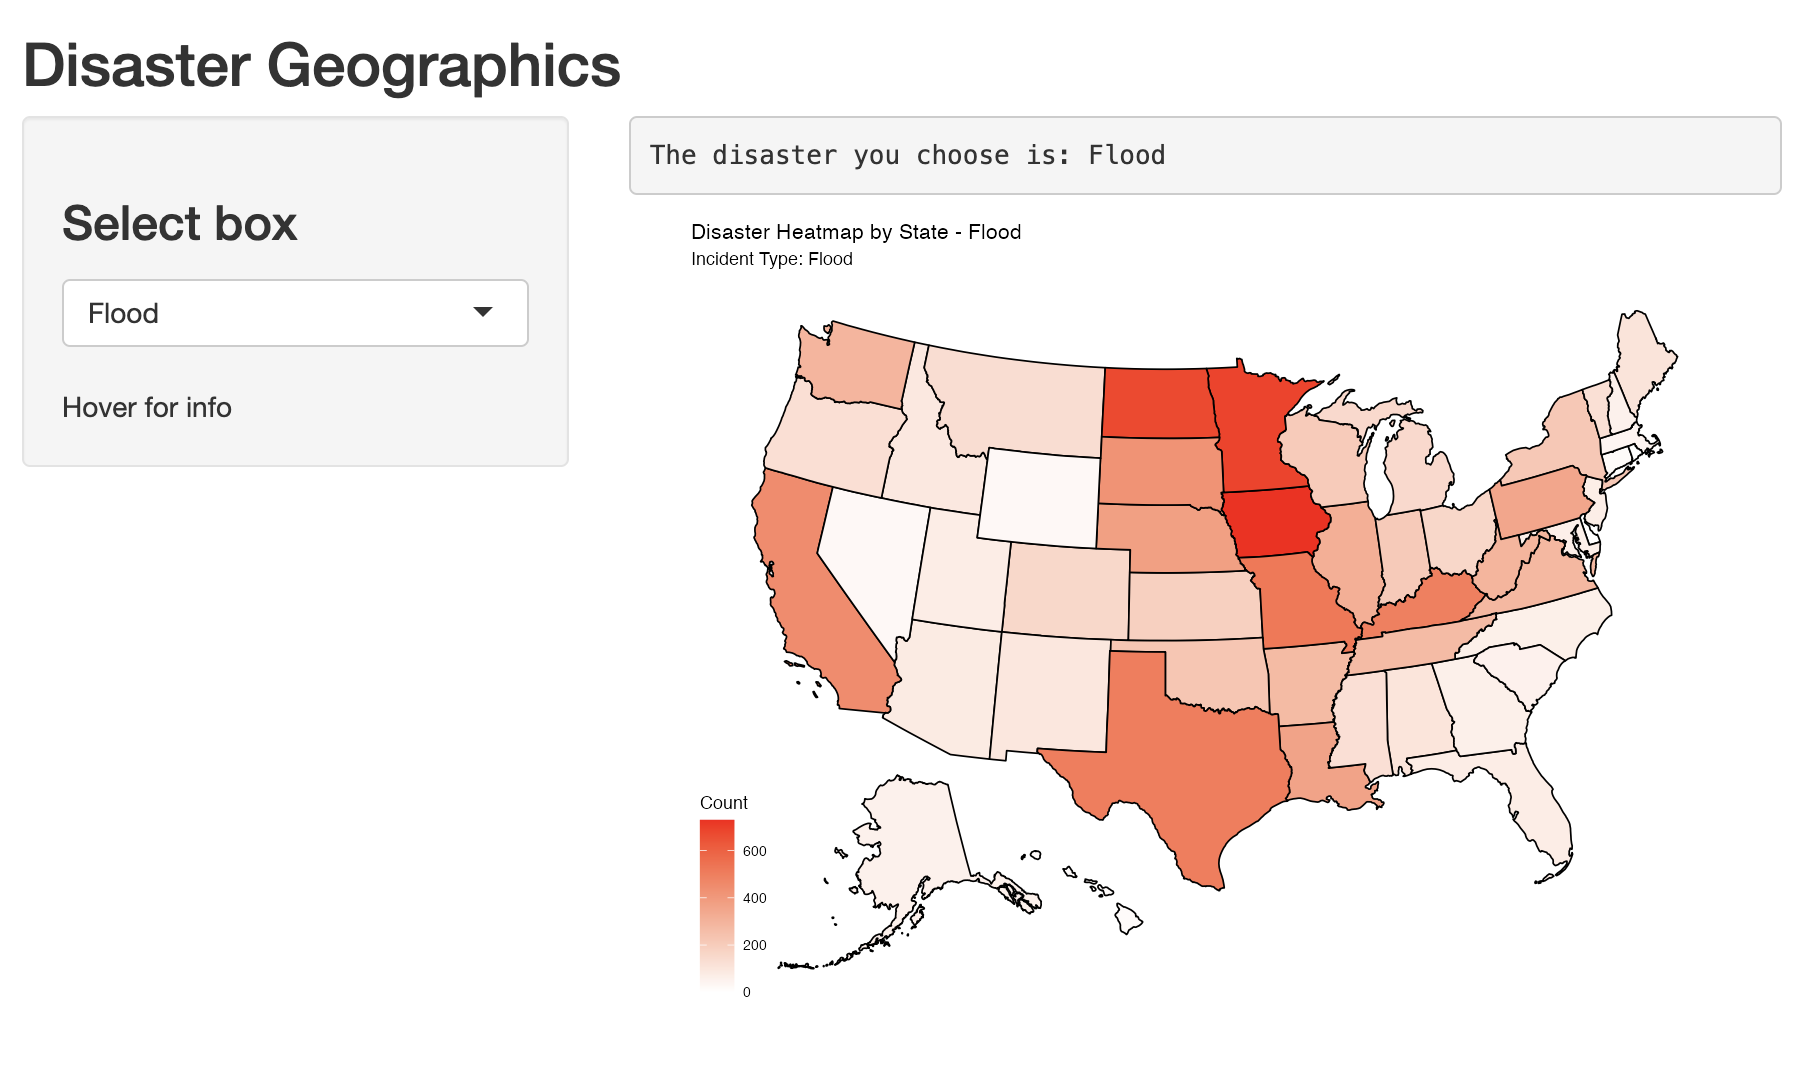 Disaster Geographics
Select box
Flood
Hover for info
The disaster you choose is: Flood
Disaster Heatmap by State - Flood
Incident Type: Flood
Count
600
400
200
0